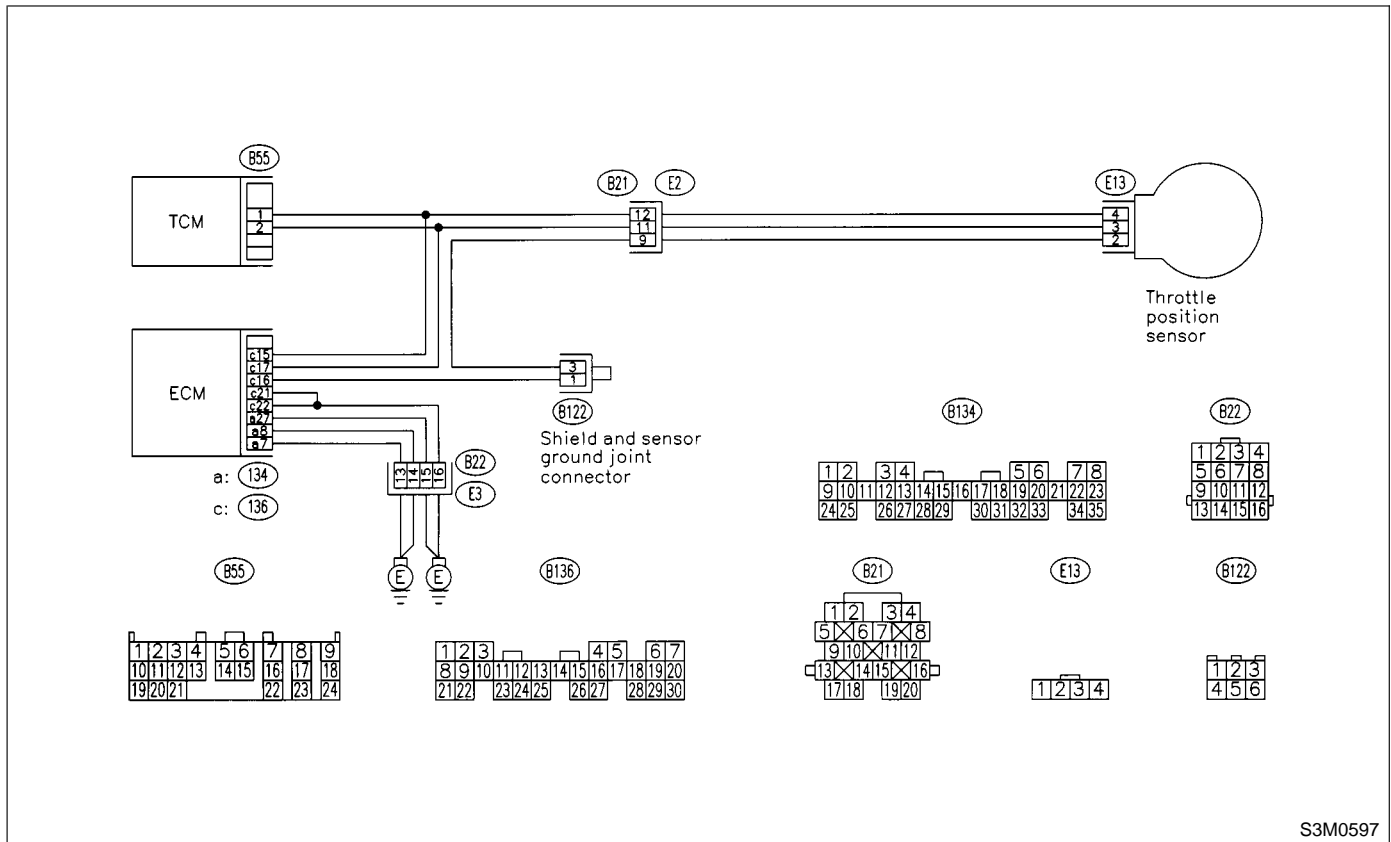 B55
B21 E2 E13
TCM
1
2
12
11
9
4
3
2
Throttle
position
sensor
ECM
c15
c17
c16
c21
c22
a27
a8
a7
3
1
B122
Shield and sensor
ground joint
connector
a: 134
c: 136
13 14 15 16
B22
E3
E E
B134
1 2 3 4 5 6 7 8
9 10 11 12 13 14 15 16 17 18 19 20 21 22 23
24 25 26 27 28 29 30 31 32 33 34 35
B22
1 2 3 4
5 6 7 8
9 10 11 12
13 14 15 16
B55
1 2 3 4 5 6 7 8 9
10 11 12 13 14 15 16 17 18
19 20 21 22 23 24
B136
1 2 3 4 5 6 7
8 9 10 11 12 13 14 15 16 17 18 19 20
21 22 23 24 25 26 27 28 29 30
B21
1 2 3 4
5 6 7 8
9 10 11 12
13 14 15 16
17 18 19 20
E13
1 2 3 4
B122
1 2 3
4 5 6
S3M0597